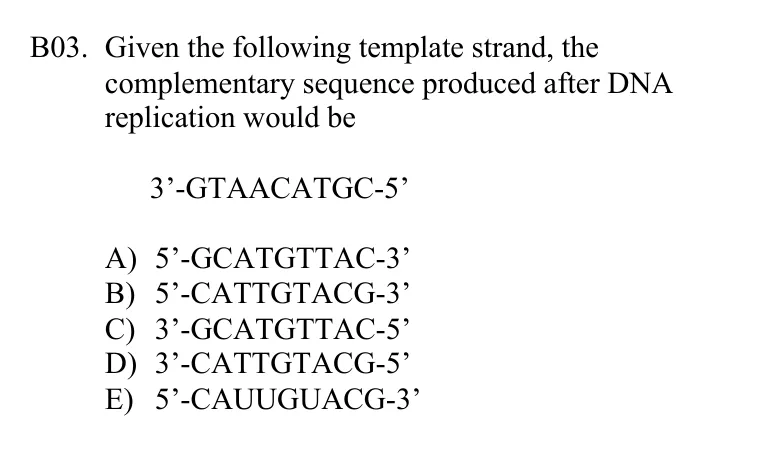 B03. Given the following template strand, the
complementary sequence produced after DNA
replication would be
3’-GTAACATGC-5’
A) 5’-GCATGTTAC-3’
B) 5’-CATTGTACG-3’
C) 3’-GCATGTTAC-5’
D) 3’-CATTGTACG-5’
E) 5’-CAUUGUACG-3’